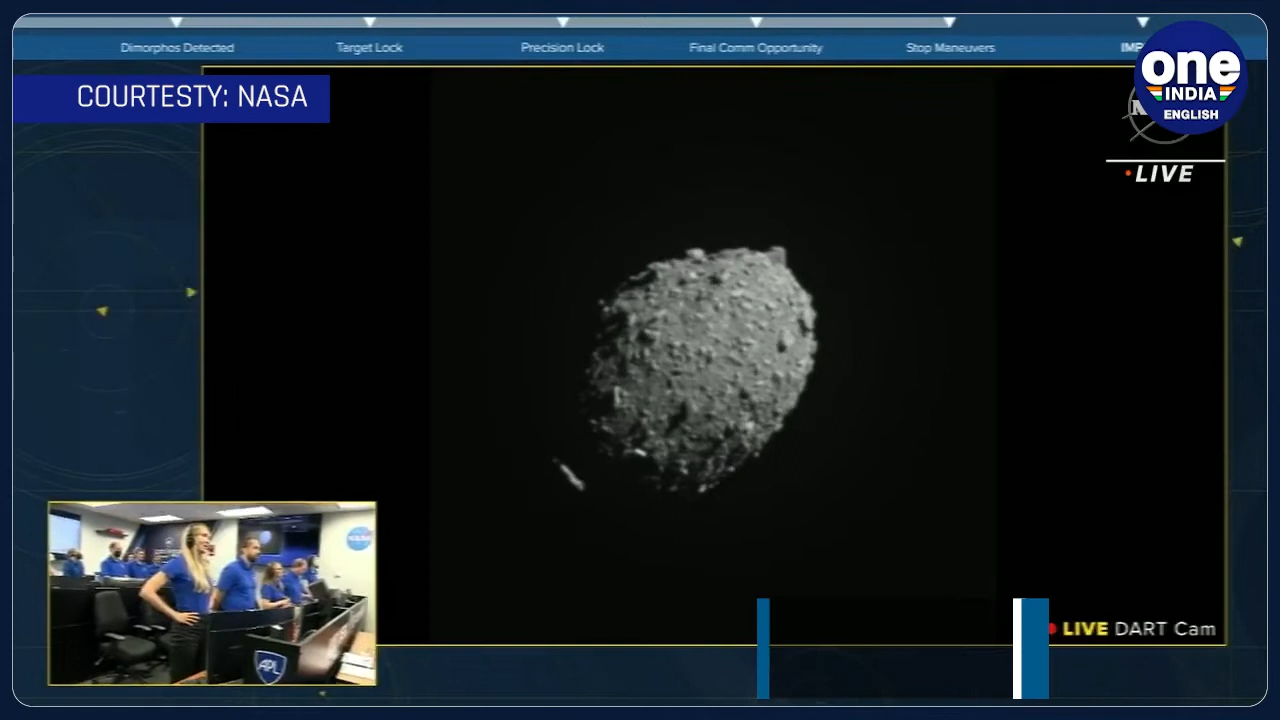 Dimorphos Detected
Target Lock
Precision Lock
Final Comm Opportunity
Stop Maneuvers
COURTESTY: NASA
one
INDIA
ENGLISH
LIVE
NASA
APL
LIVE DART Cam